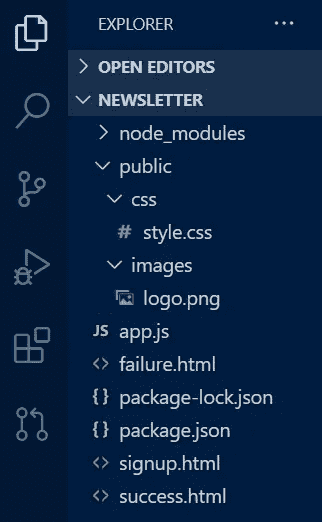 EXPLORER ...
OPEN EDITORS
NEWSLETTER
node_modules
public
css
# style.css
images
logo.png
JS app.js
<> failure.html
{} package-lock.json
{} package.json
<> signup.html
<> success.html